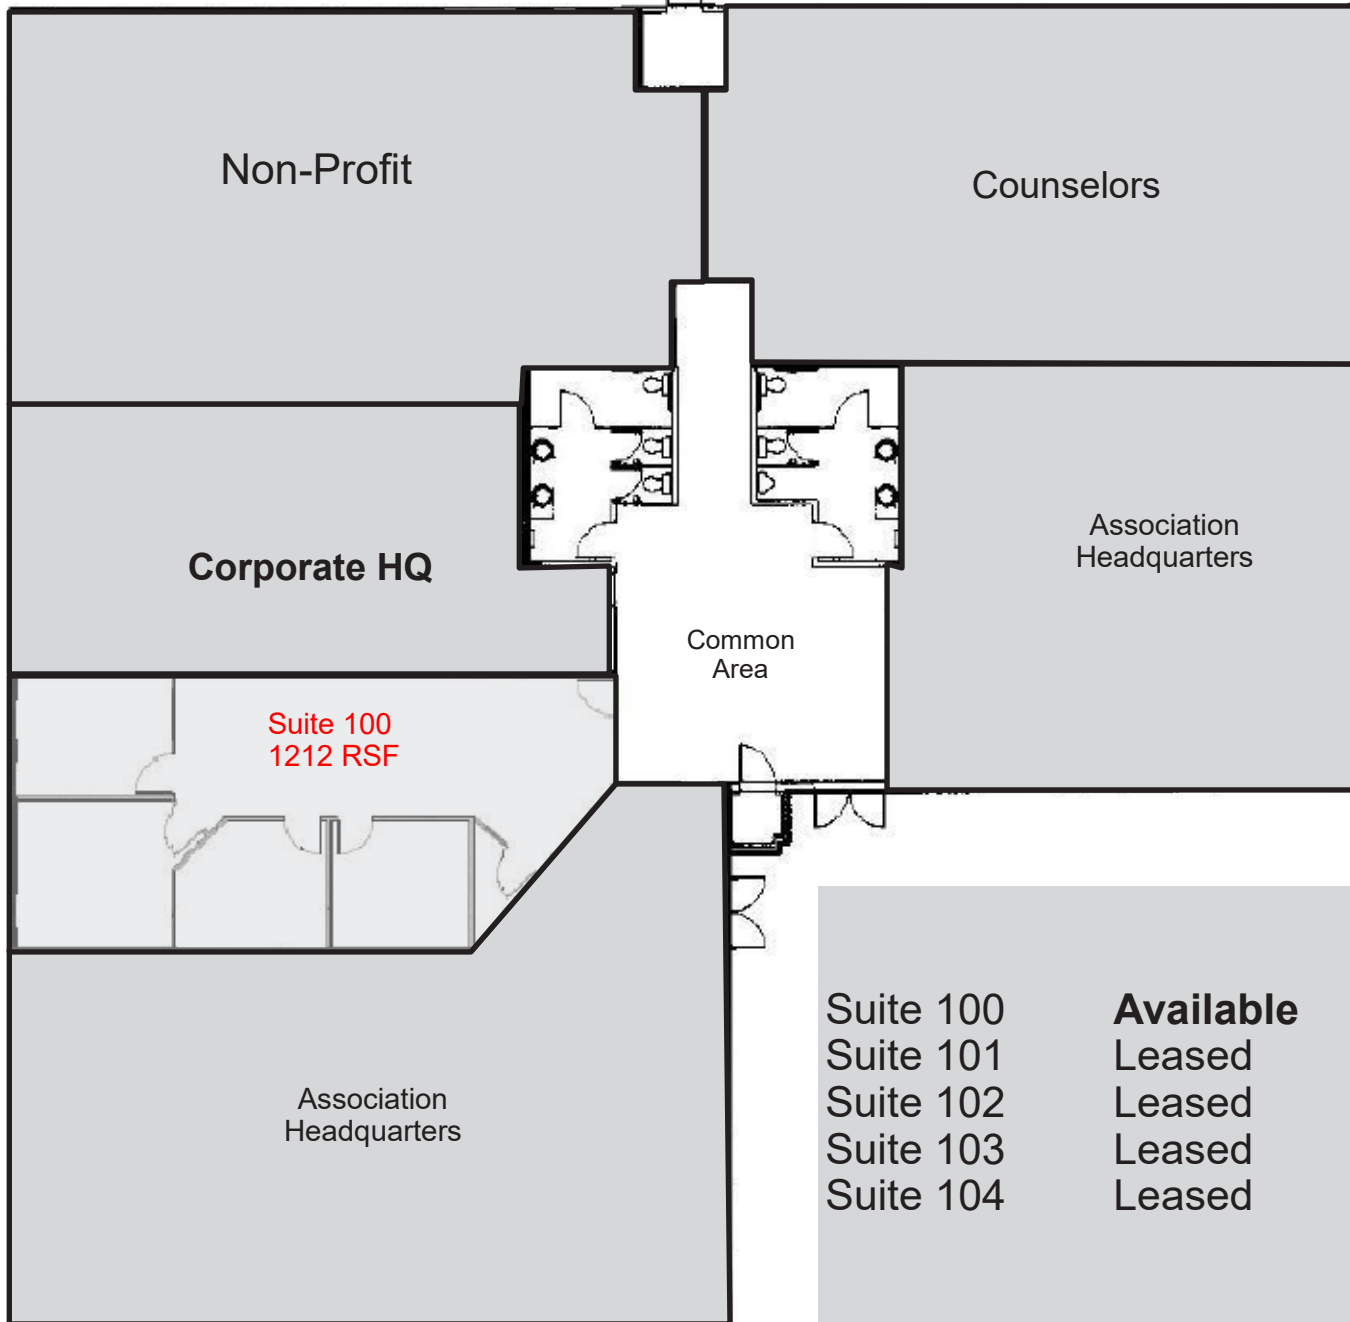 Non-Profit
Counselors
Corporate HQ
Association
Headquarters
Common
Area
Suite 100
1212 RSF
Association
Headquarters
Suite 100 Available
Suite 101 Leased
Suite 102 Leased
Suite 103 Leased
Suite 104 Leased